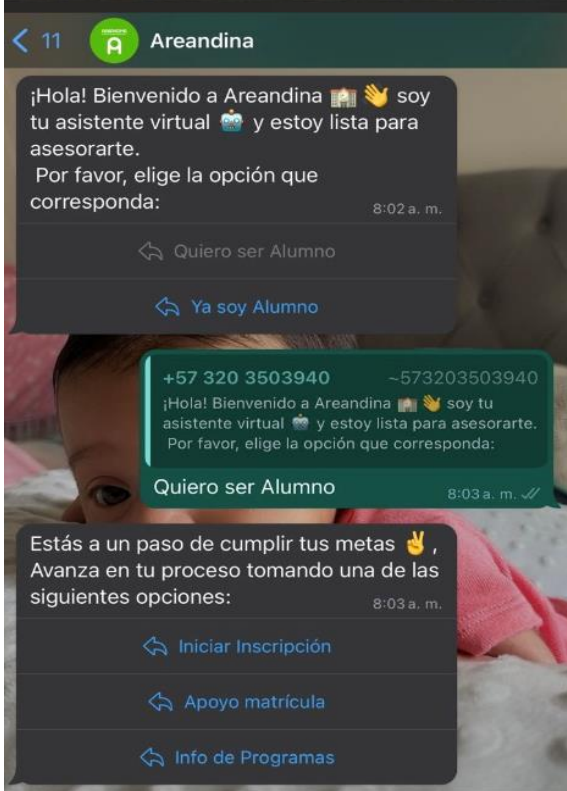 11
Areandina
¡Hola! Bienvenido a Areandina 🏫 👋 soy
tu asistente virtual 🤖 y estoy lista para
asesorarte.
Por favor, elige la opción que
corresponda:
8:02 a. m.
Quiero ser Alumno
Ya soy Alumno
+57 320 3503940 ~573203503940
¡Hola! Bienvenido a Areandina 🏫 👋 soy tu
asistente virtual 🤖 y estoy lista para asesorarte.
Por favor, elige la opción que corresponda:
Quiero ser Alumno
8:03 a. m.
Estás a un paso de cumplir tus metas ✌️ ,
Avanza en tu proceso tomando una de las
siguientes opciones:
8:03 a. m.
Iniciar Inscripción
Apoyo matrícula
Info de Programas